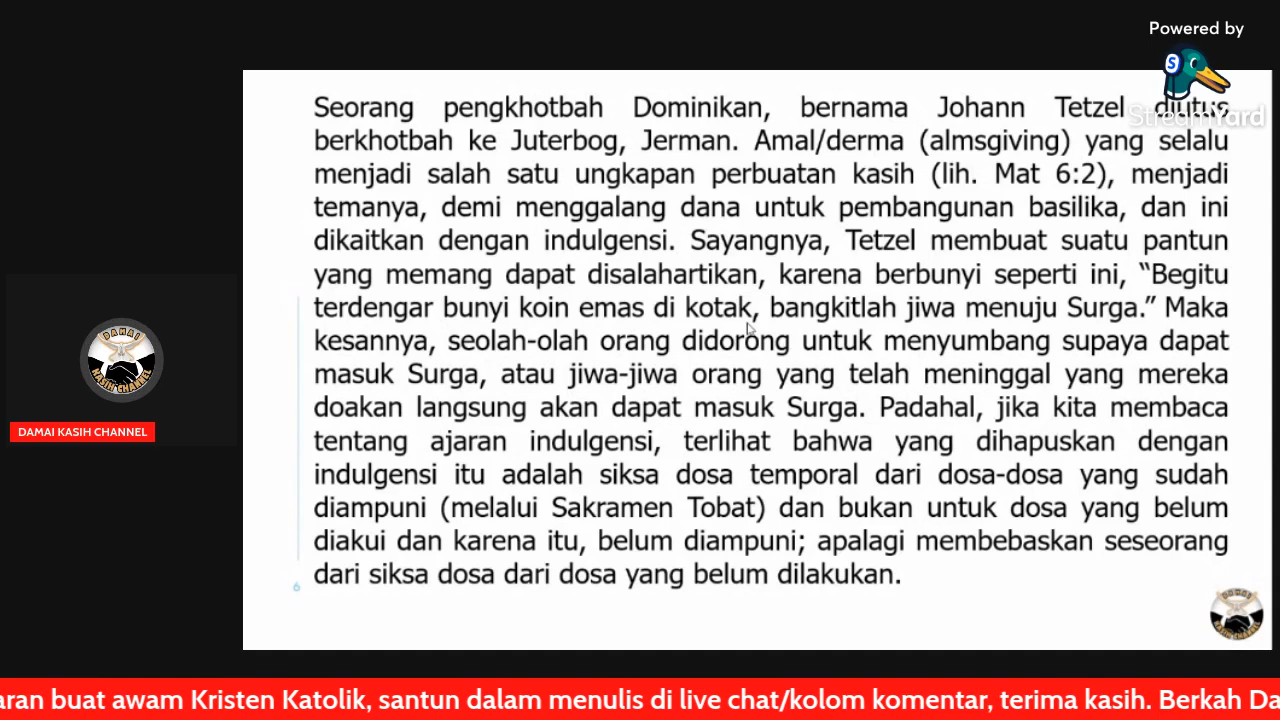 Powered by
StreamYard
Seorang pengkhotbah Dominikan, bernama Johann Tetzel diutus
berkhotbah ke Juterbog, Jerman. Amal/derma (almsgiving) yang selalu
menjadi salah satu ungkapan perbuatan kasih (lih. Mat 6:2), menjadi
temanya, demi menggalang dana untuk pembangunan basilika, dan ini
dikaitkan dengan indulgensi. Sayangnya, Tetzel membuat suatu pantun
yang memang dapat disalahartikan, karena berbunyi seperti ini, “Begitu
terdengar bunyi koin emas di kotak, bangkitlah jiwa menuju Surga.” Maka
kesannya, seolah-olah orang didorong untuk menyumbang supaya dapat
masuk Surga, atau jiwa-jiwa orang yang telah meninggal yang mereka
doakan langsung akan dapat masuk Surga. Padahal, jika kita membaca
tentang ajaran indulgensi, terlihat bahwa yang dihapuskan dengan
indulgensi itu adalah siksa dosa temporal dari dosa-dosa yang sudah
diampuni (melalui Sakramen Tobat) dan bukan untuk dosa yang belum
diakui dan karena itu, belum diampuni; apalagi membebaskan seseorang
dari siksa dosa dari dosa yang belum dilakukan.
6
DAMAI
KASIH CHANNEL
DAMAI KASIH CHANNEL
DAMAI
KASIH CHANNEL
aran buat awam Kristen Katolik, santun dalam menulis di live chat/kolom komentar, terima kasih. Berkah Da